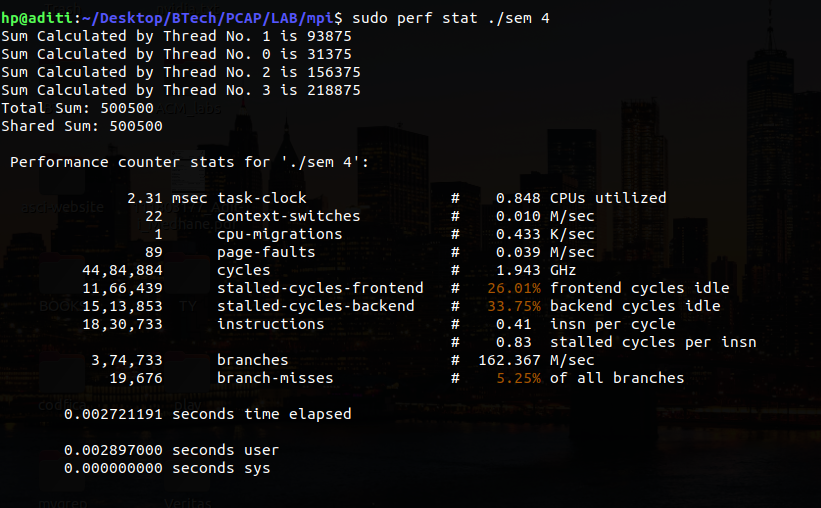 hp@aditi:~/Desktop/BTech/PCAP/LAB/mpi$ sudo perf stat ./sem 4
Sum Calculated by Thread No. 1 is 93875
Sum Calculated by Thread No. 0 is 31375
Sum Calculated by Thread No. 2 is 156375
Sum Calculated by Thread No. 3 is 218875
Total Sum: 500500
Shared Sum: 500500
Performance counter stats for './sem 4':
2.31 msec task-clock # 0.848 CPUs utilized
22 context-switches # 0.010 M/sec
1 cpu-migrations # 0.433 K/sec
89 page-faults # 0.039 M/sec
44,84,884 cycles # 1.943 GHz
11,66,439 stalled-cycles-frontend # 26.01% frontend cycles idle
15,13,853 stalled-cycles-backend # 33.75% backend cycles idle
18,30,733 instructions # 0.41 insn per cycle
# 0.83 stalled cycles per insn
3,74,733 branches # 162.367 M/sec
19,676 branch-misses # 5.25% of all branches
0.002721191 seconds time elapsed
0.002897000 seconds user
0.000000000 seconds sys